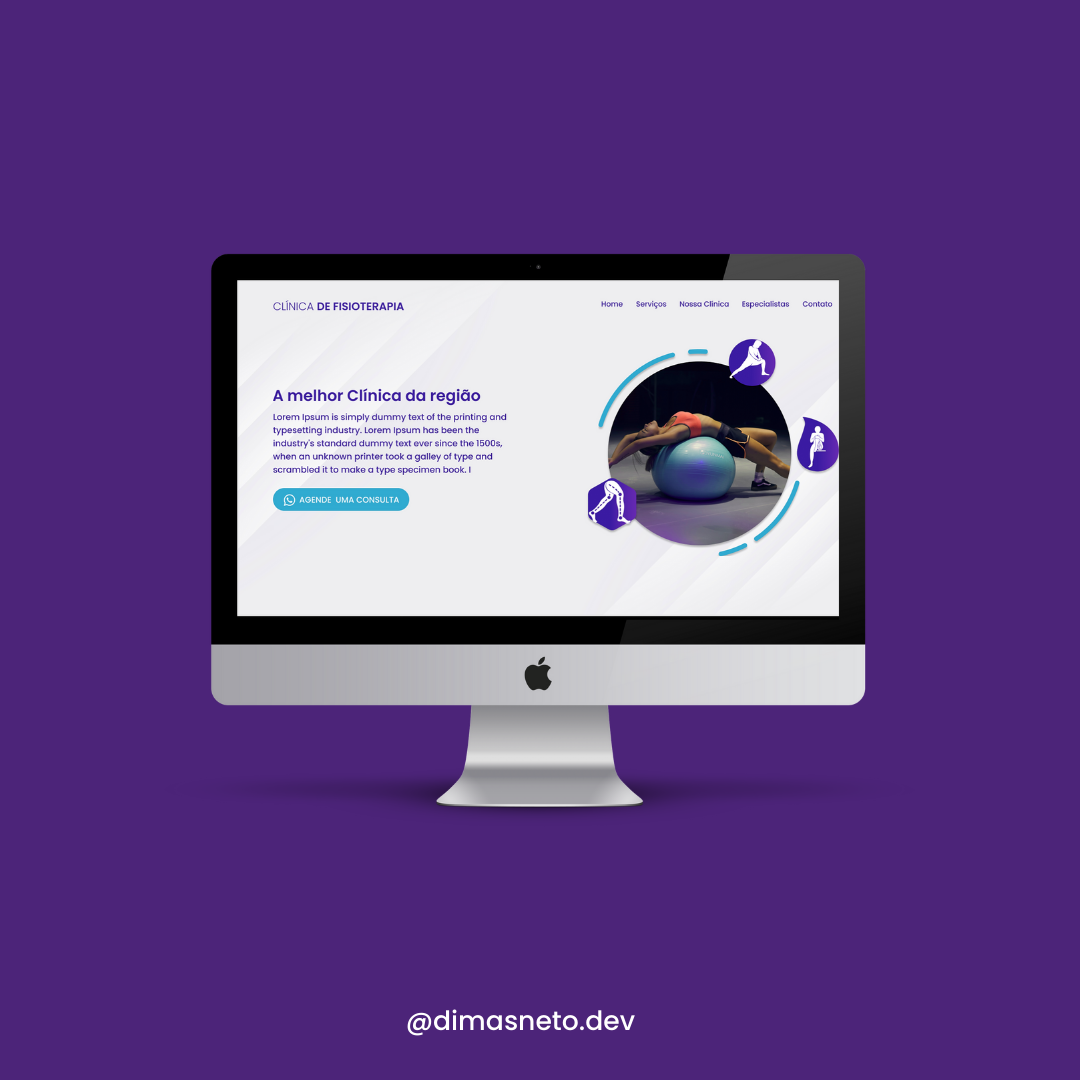 CLÍNICA DE FISIOTERAPIA
Home Serviços Nossa Clínica Especialistas Contato
A melhor Clínica da região
Lorem Ipsum is simply dummy text of the printing and
typesetting industry. Lorem Ipsum has been the
industry's standard dummy text ever since the 1500s,
when an unknown printer took a galley of type and
scrambled it to make a type specimen book. I
AGENDE UMA CONSULTA
@dimasneto.dev